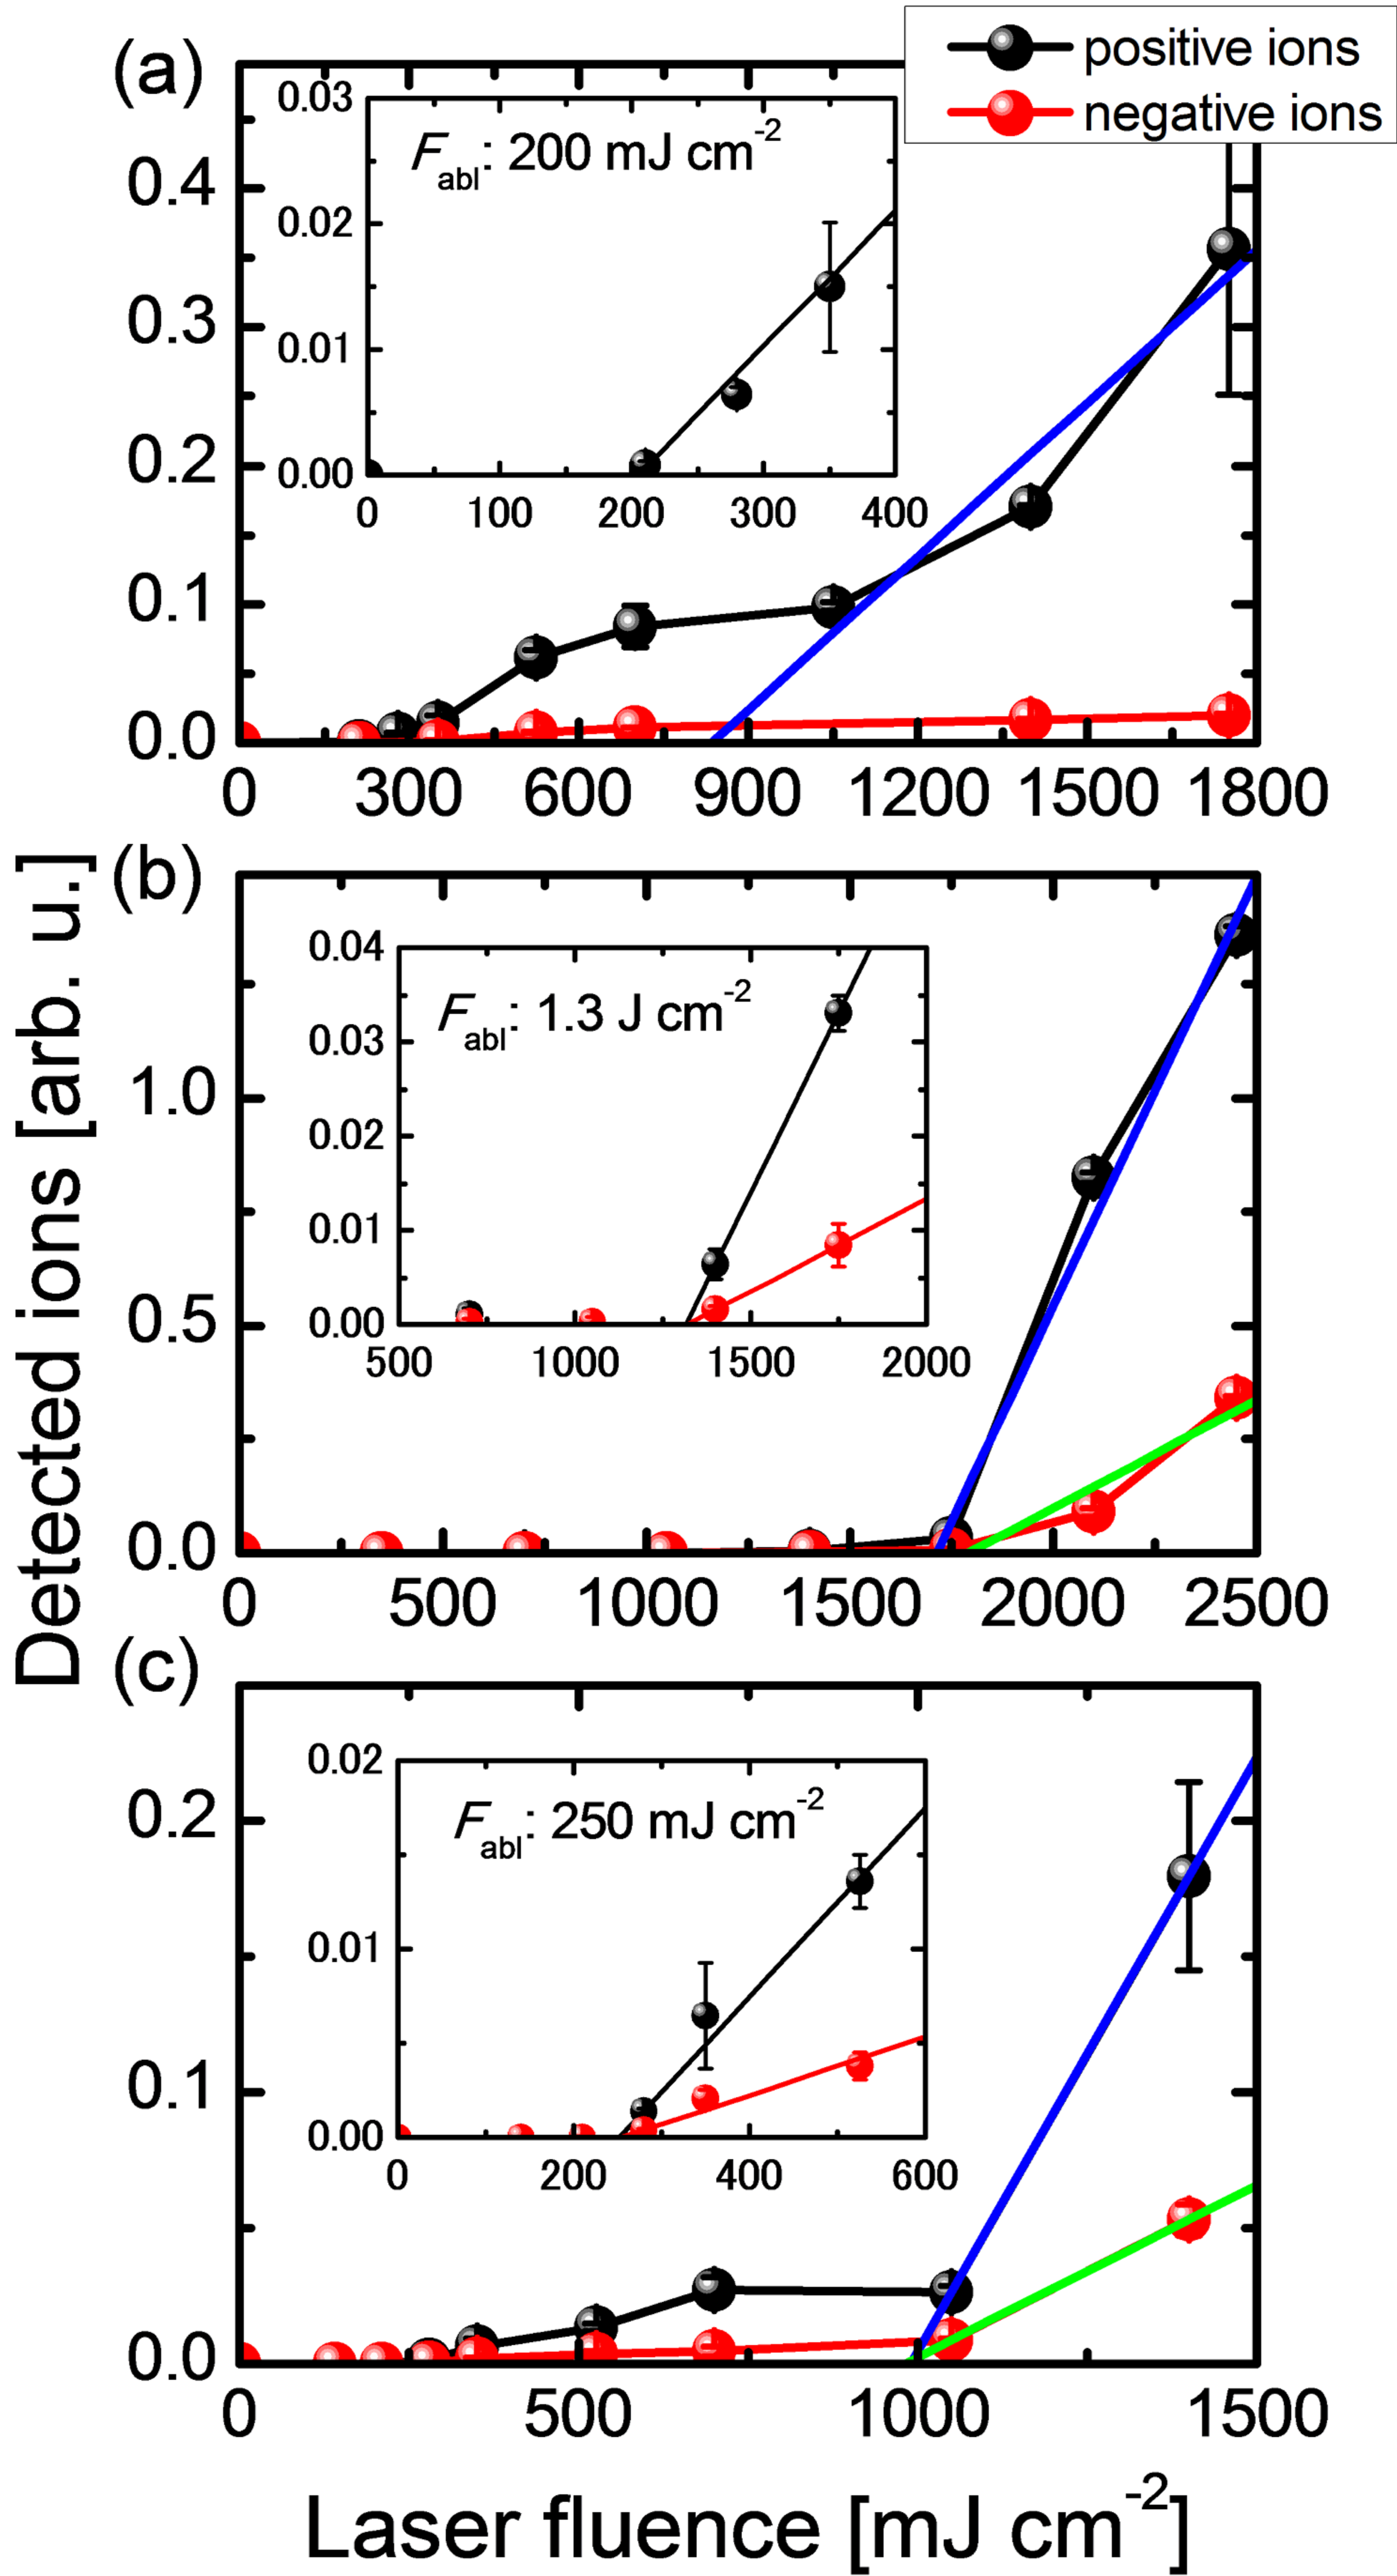 (a)
positive ions
negative ions
0.03
F_abl: 200 mJ cm^-2
0.4
0.02
0.3
0.01
0.2
0.00
0 100 200 300 400
0.1
0.0
0 300 600 900 1200 1500 1800
Detected ions [arb. u.]
(b)
0.04
F_abl: 1.3 J cm^-2
0.03
1.0
0.02
0.01
0.5
0.00
500 1000 1500 2000
0.0
0 500 1000 1500 2000 2500
(c)
0.02
F_abl: 250 mJ cm^-2
0.2
0.01
0.1
0.00
0 200 400 600
0.0
0 500 1000 1500
Laser fluence [mJ cm^-2]